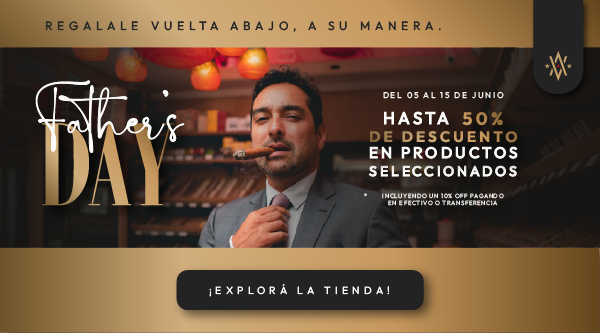 REGALALE VUELTA ABAJO, A SU MANERA.
Father's
DAY
DEL 05 AL 15 DE JUNIO
HASTA 50%
DE DESCUENTO
EN PRODUCTOS
SELECCIONADOS
* INCLUYENDO UN 10% OFF PAGANDO
EN EFECTIVO O TRANSFERENCIA
¡EXPLORÁ LA TIENDA!